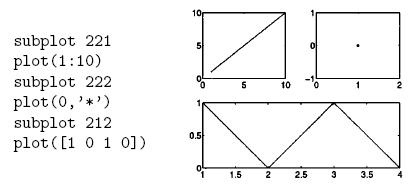 subplot 221
plot(1:10)
subplot 222
plot(0,'*')
subplot 212
plot([1 0 1 0])
10
5
0
0 5 10
1
0
−1
0 1 2
1
0.5
0
1 1.5 2 2.5 3 3.5 4